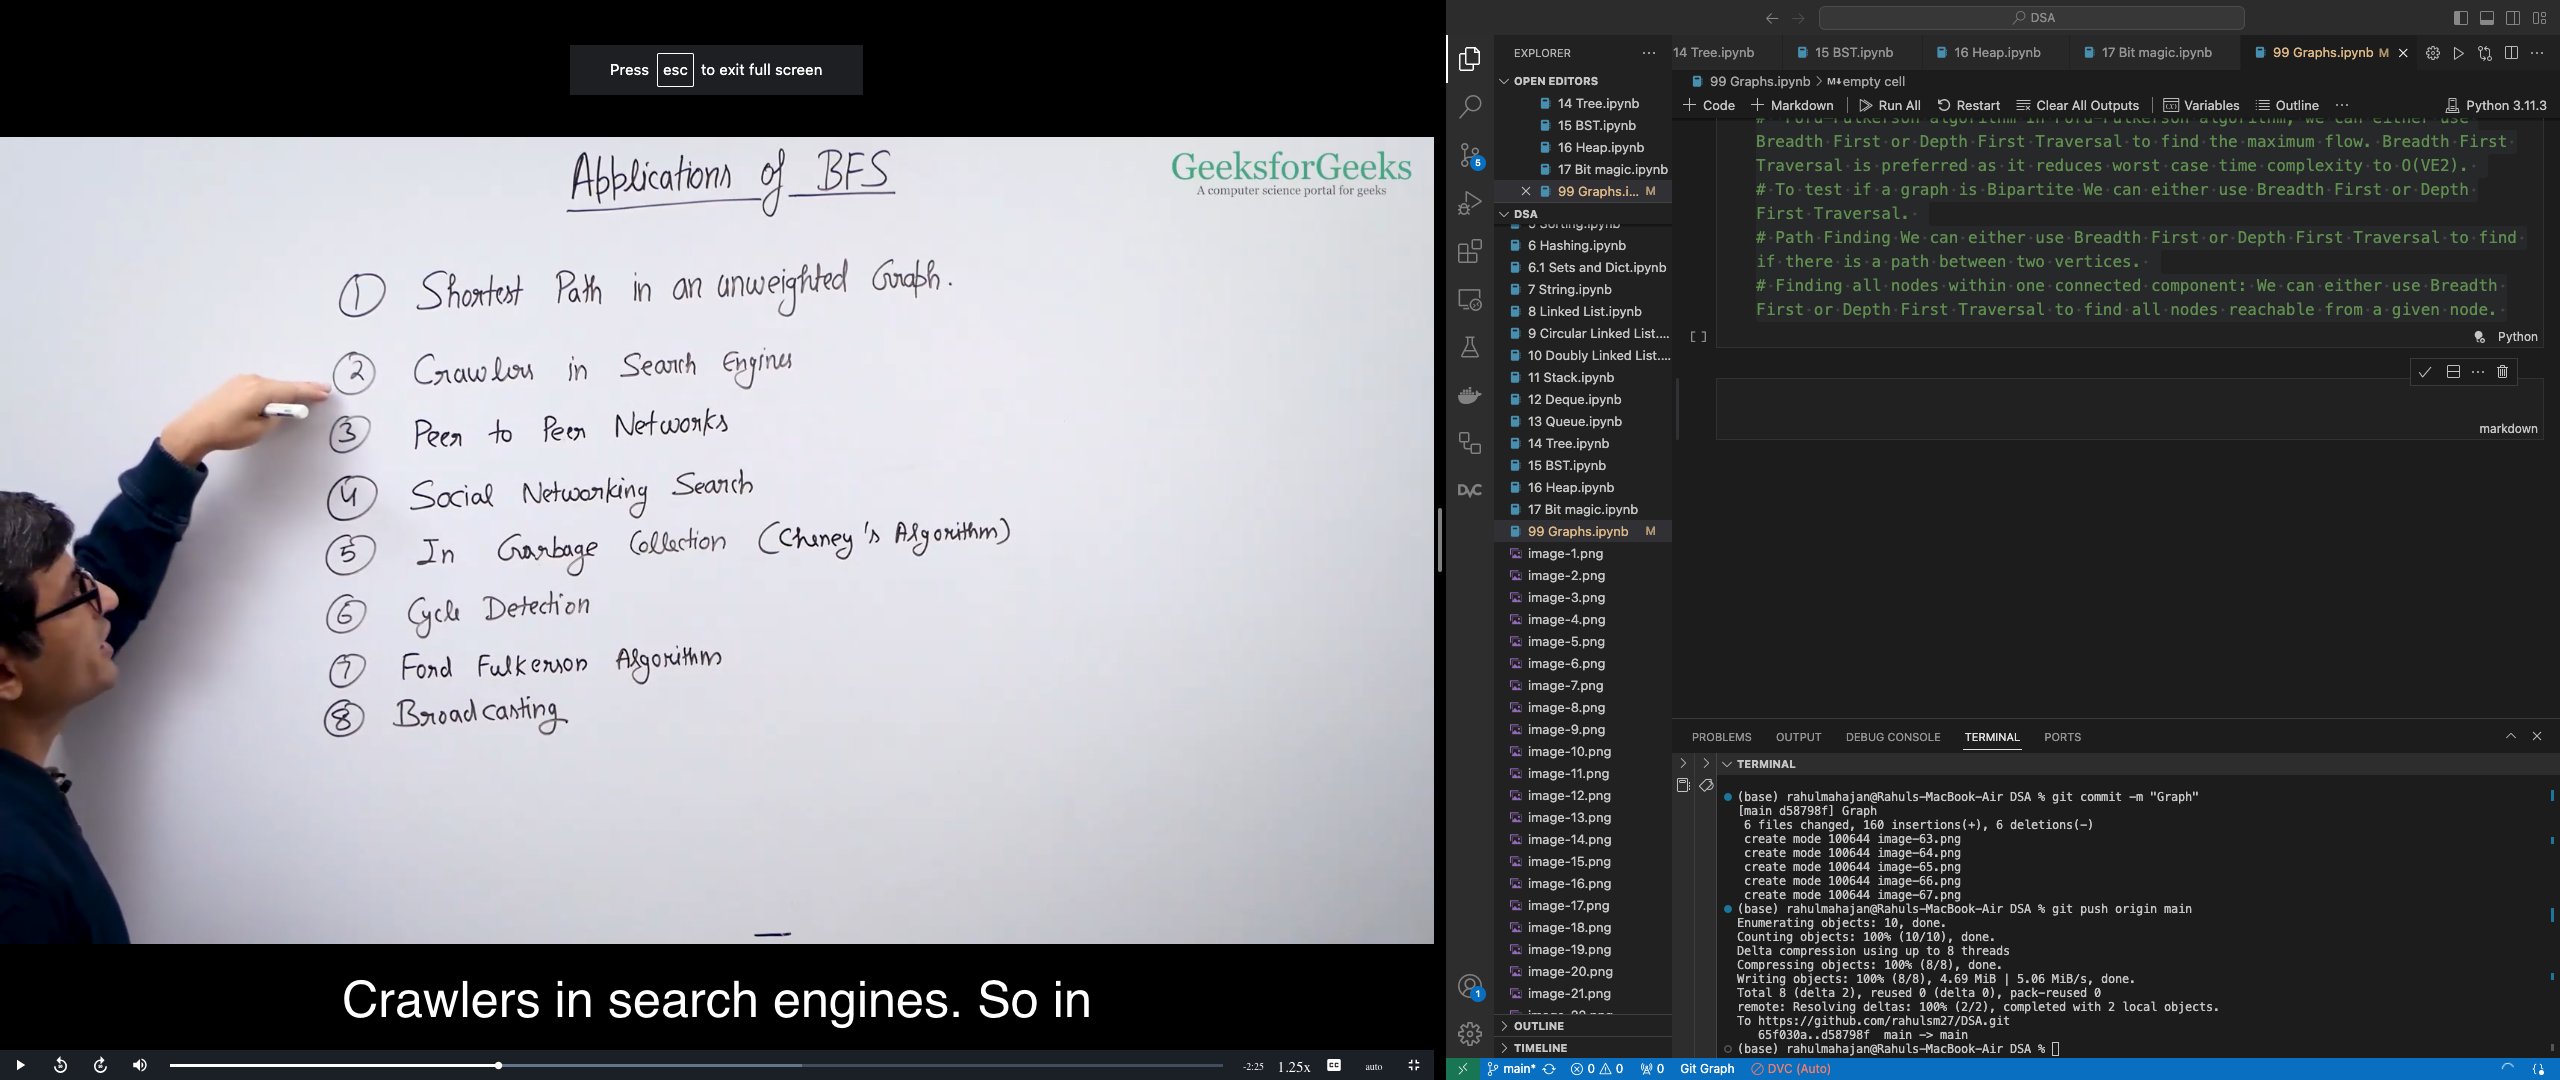 Press esc to exit full screen
Applications of BFS
GeeksforGeeks
A computer science portal for geeks
① Shortest Path in an unweighted Graph.
② Crawlers in Search Engines
③ Peer to Peer Networks
④ Social Networking Search
⑤ In Garbage Collection (Cheney's Algorithm)
⑥ Cycle Detection
⑦ Ford Fulkerson Algorithm
⑧ Broadcasting
Crawlers in search engines. So in
-2:25 1.25x CC auto
DSA
EXPLORER
OPEN EDITORS
14 Tree.ipynb
15 BST.ipynb
16 Heap.ipynb
17 Bit magic.ipynb
99 Graphs.i... M
DSA
6 Hashing.ipynb
6.1 Sets and Dict.ipynb
7 String.ipynb
8 Linked List.ipynb
9 Circular Linked List....
10 Doubly Linked List....
11 Stack.ipynb
12 Deque.ipynb
13 Queue.ipynb
14 Tree.ipynb
15 BST.ipynb
16 Heap.ipynb
17 Bit magic.ipynb
99 Graphs.ipynb M
image-1.png
image-2.png
image-3.png
image-4.png
image-5.png
image-6.png
image-7.png
image-8.png
image-9.png
image-10.png
image-11.png
image-12.png
image-13.png
image-14.png
image-15.png
image-16.png
image-17.png
image-18.png
image-19.png
image-20.png
image-21.png
OUTLINE
TIMELINE
14 Tree.ipynb 15 BST.ipynb 16 Heap.ipynb 17 Bit magic.ipynb 99 Graphs.ipynb M
99 Graphs.ipynb > M↓ empty cell
+ Code + Markdown Run All Restart Clear All Outputs Variables Outline ... Python 3.11.3
# Ford-Fulkerson algorithm In Ford-Fulkerson algorithm, we can either use
Breadth First or Depth First Traversal to find the maximum flow. Breadth First
Traversal is preferred as it reduces worst case time complexity to O(VE2).
# To test if a graph is Bipartite We can either use Breadth First or Depth
First Traversal.
# Path Finding We can either use Breadth First or Depth First Traversal to find
if there is a path between two vertices.
# Finding all nodes within one connected component: We can either use Breadth
First or Depth First Traversal to find all nodes reachable from a given node.
[ ] Python
markdown
PROBLEMS OUTPUT DEBUG CONSOLE TERMINAL PORTS
TERMINAL
(base) rahulmahajan@Rahuls-MacBook-Air DSA % git commit -m "Graph"
[main d58798f] Graph
6 files changed, 160 insertions(+), 6 deletions(-)
create mode 100644 image-63.png
create mode 100644 image-64.png
create mode 100644 image-65.png
create mode 100644 image-66.png
create mode 100644 image-67.png
(base) rahulmahajan@Rahuls-MacBook-Air DSA % git push origin main
Enumerating objects: 10, done.
Counting objects: 100% (10/10), done.
Delta compression using up to 8 threads
Compressing objects: 100% (8/8), done.
Writing objects: 100% (8/8), 4.69 MiB | 5.06 MiB/s, done.
Total 8 (delta 2), reused 0 (delta 0), pack-reused 0
remote: Resolving deltas: 100% (2/2), completed with 2 local objects.
To https://github.com/rahulsm27/DSA.git
65f030a..d58798f main -> main
(base) rahulmahajan@Rahuls-MacBook-Air DSA %
5
DVC
1
main* 0 0 0 Git Graph DVC (Auto)